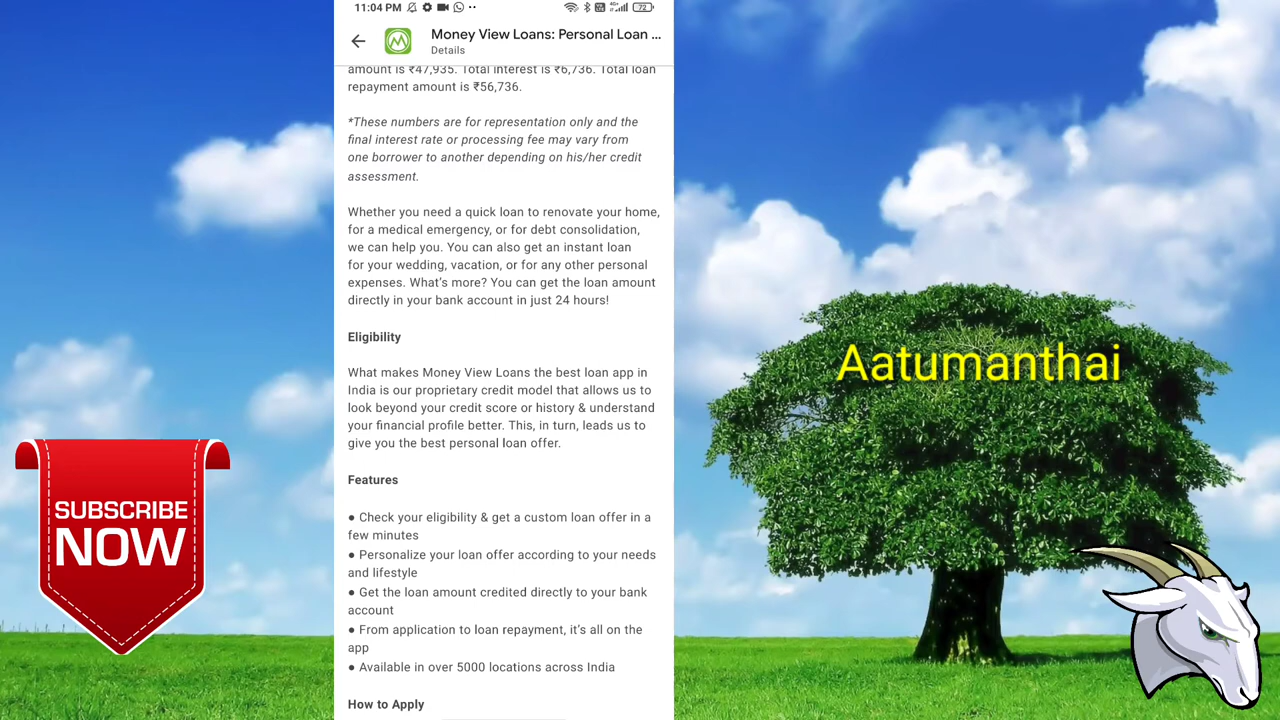 11:04 PM
72
Money View Loans: Personal Loan ...
Details
amount is ₹47,935. Total interest is ₹6,736. Total loan
repayment amount is ₹56,736.
*These numbers are for representation only and the
final interest rate or processing fee may vary from
one borrower to another depending on his/her credit
assessment.
Whether you need a quick loan to renovate your home,
for a medical emergency, or for debt consolidation,
we can help you. You can also get an instant loan
for your wedding, vacation, or for any other personal
expenses. What's more? You can get the loan amount
directly in your bank account in just 24 hours!
Eligibility
What makes Money View Loans the best loan app in
India is our proprietary credit model that allows us to
look beyond your credit score or history & understand
your financial profile better. This, in turn, leads us to
give you the best personal loan offer.
Features
● Check your eligibility & get a custom loan offer in a
few minutes
● Personalize your loan offer according to your needs
and lifestyle
● Get the loan amount credited directly to your bank
account
● From application to loan repayment, it's all on the
app
● Available in over 5000 locations across India
How to Apply
SUBSCRIBE
NOW
Aatumanthai